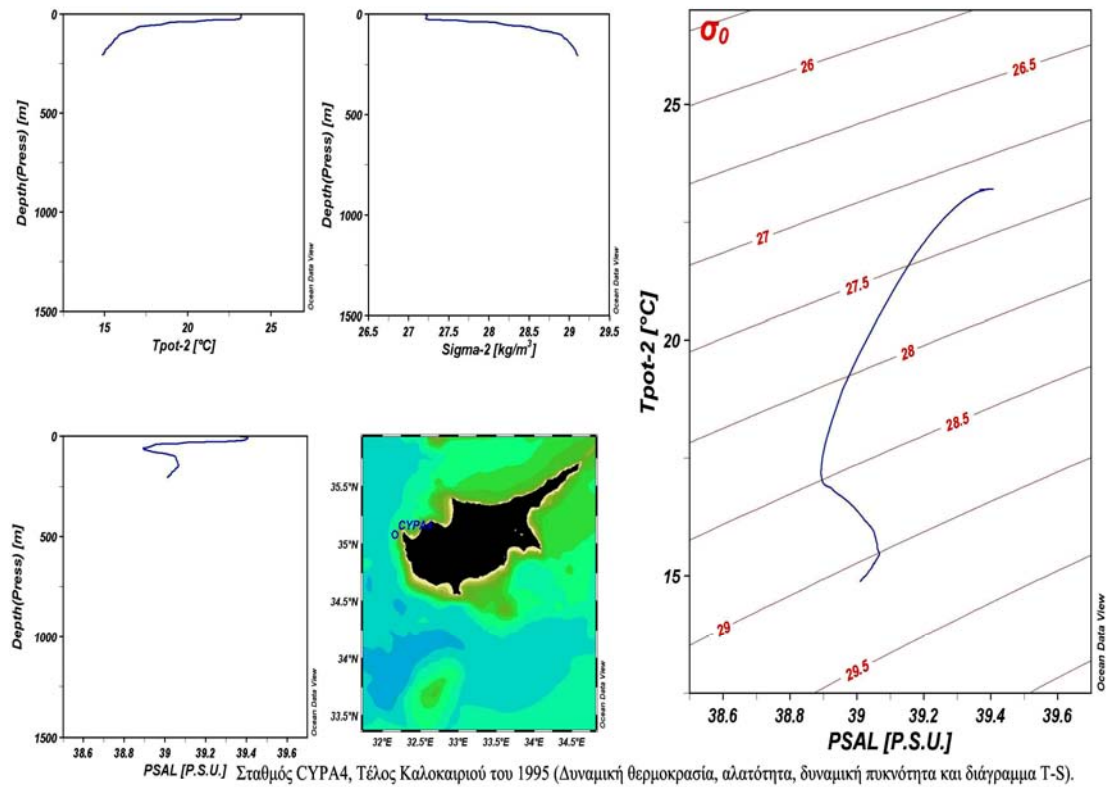 0
500
1000
1500
Depth(Press) [m]
15 20 25
Tpot-2 [°C]
Ocean Data View
0
500
1000
1500
Depth(Press) [m]
26.5 27 27.5 28 28.5 29 29.5
Sigma-2 [kg/m³]
Ocean Data View
σ₀
26
26.5
27
27.5
28
28.5
29
29.5
25
20
15
Tpot-2 [°C]
38.6 38.8 39 39.2 39.4 39.6
PSAL [P.S.U.]
Ocean Data View
0
500
1000
1500
Depth(Press) [m]
38.6 38.8 39 39.2 39.4 39.6
PSAL [P.S.U.]
Ocean Data View
CYPA4
35.5°N
35°N
34.5°N
34°N
33.5°N
32°E 32.5°E 33°E 33.5°E 34°E 34.5°E
Ocean Data View
Σταθμός CYPA4, Τέλος Καλοκαιριού του 1995 (Δυναμική θερμοκρασία, αλατότητα, δυναμική πυκνότητα και διάγραμμα T-S).